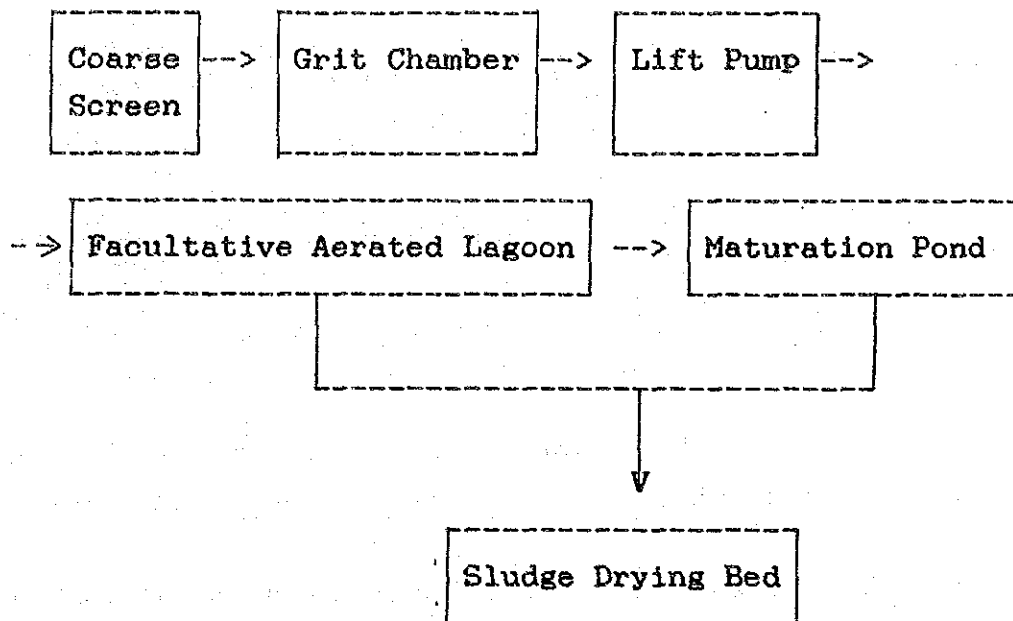 Coarse Screen --> Grit Chamber --> Lift Pump -->
--> Facultative Aerated Lagoon --> Maturation Pond
Sludge Drying Bed